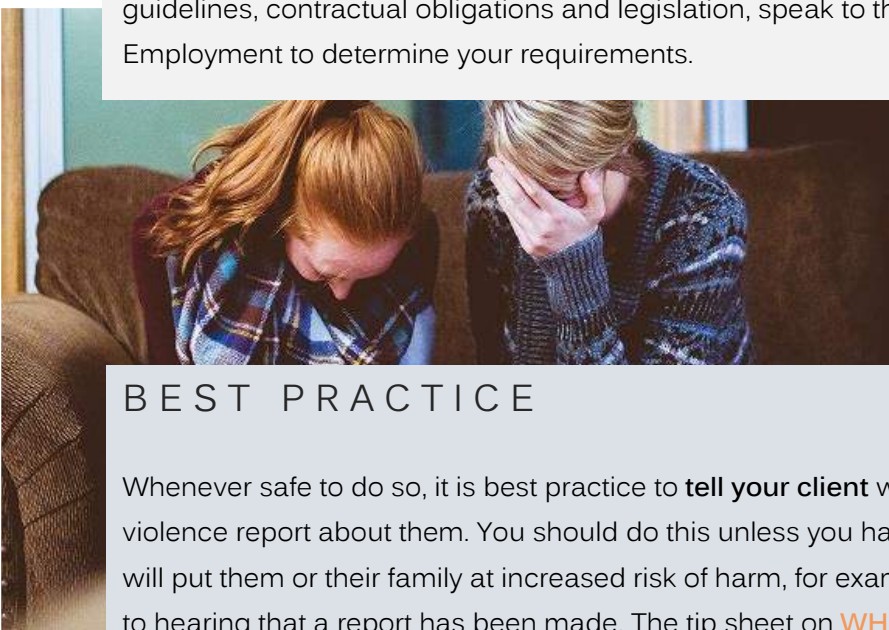 guidelines, contractual obligations and legislation, speak to th
Employment to determine your requirements.
BEST PRACTICE
Whenever safe to do so, it is best practice to tell your client w
violence report about them. You should do this unless you ha
will put them or their family at increased risk of harm, for exam
to hearing that a report has been made. The tip sheet on WH